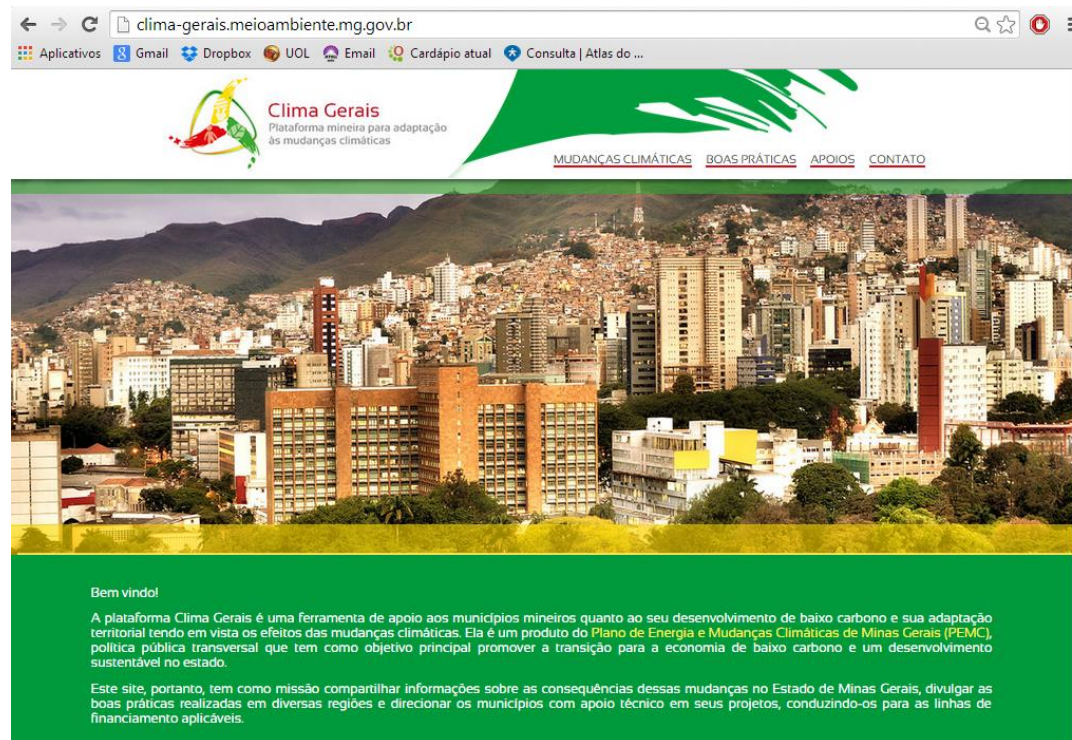 clima-gerais.meioambiente.mg.gov.br
Aplicativos Gmail Dropbox UOL Email Cardápio atual Consulta | Atlas do ...
Clima Gerais
Plataforma mineira para adaptação
às mudanças climáticas
MUDANÇAS CLIMÁTICAS BOAS PRÁTICAS APOIOS CONTATO
Bem vindo!
A plataforma Clima Gerais é uma ferramenta de apoio aos municípios mineiros quanto ao seu desenvolvimento de baixo carbono e sua adaptação
territorial tendo em vista os efeitos das mudanças climáticas. Ela é um produto do Plano de Energia e Mudanças Climáticas de Minas Gerais (PEMC),
política pública transversal que tem como objetivo principal promover a transição para a economia de baixo carbono e um desenvolvimento
sustentável no estado.
Este site, portanto, tem como missão compartilhar informações sobre as consequências dessas mudanças no Estado de Minas Gerais, divulgar as
boas práticas realizadas em diversas regiões e direcionar os municípios com apoio técnico em seus projetos, conduzindo-os para as linhas de
financiamento aplicáveis.